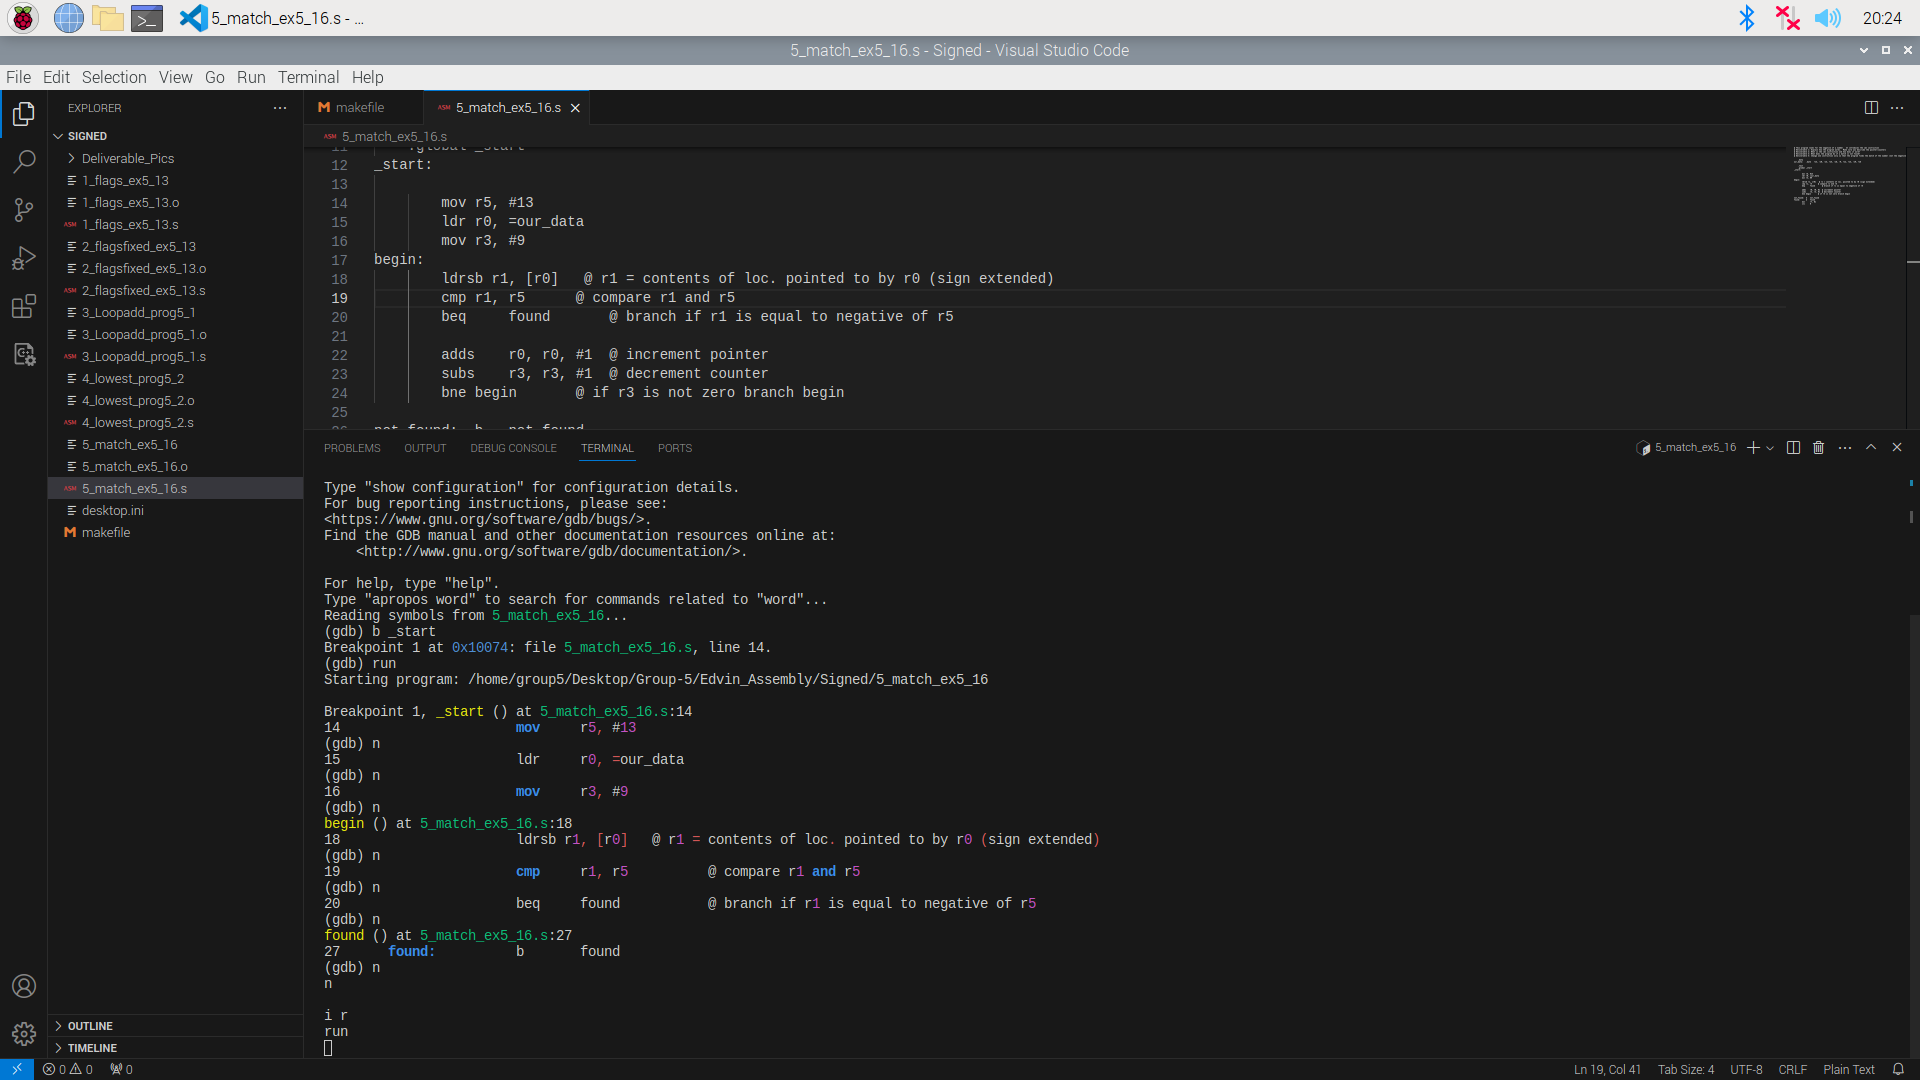 5_match_ex5_16.s - ...
20:24
5_match_ex5_16.s - Signed - Visual Studio Code
File Edit Selection View Go Run Terminal Help
EXPLORER
SIGNED
Deliverable_Pics
1_flags_ex5_13
1_flags_ex5_13.o
ASM 1_flags_ex5_13.s
2_flagsfixed_ex5_13
2_flagsfixed_ex5_13.o
ASM 2_flagsfixed_ex5_13.s
3_Loopadd_prog5_1
3_Loopadd_prog5_1.o
ASM 3_Loopadd_prog5_1.s
4_lowest_prog5_2
4_lowest_prog5_2.o
ASM 4_lowest_prog5_2.s
5_match_ex5_16
5_match_ex5_16.o
ASM 5_match_ex5_16.s
desktop.ini
M makefile
OUTLINE
TIMELINE
M makefile
ASM 5_match_ex5_16.s
ASM 5_match_ex5_16.s
11 .global _start
12 _start:
13
14 mov r5, #13
15 ldr r0, =our_data
16 mov r3, #9
17 begin:
18 ldrsb r1, [r0] @ r1 = contents of loc. pointed to by r0 (sign extended)
19 cmp r1, r5 @ compare r1 and r5
20 beq found @ branch if r1 is equal to negative of r5
21
22 adds r0, r0, #1 @ increment pointer
23 subs r3, r3, #1 @ decrement counter
24 bne begin @ if r3 is not zero branch begin
25
26 not_found: b not_found
PROBLEMS OUTPUT DEBUG CONSOLE TERMINAL PORTS
5_match_ex5_16
Type "show configuration" for configuration details.
For bug reporting instructions, please see:
<https://www.gnu.org/software/gdb/bugs/>.
Find the GDB manual and other documentation resources online at:
<http://www.gnu.org/software/gdb/documentation/>.
For help, type "help".
Type "apropos word" to search for commands related to "word"...
Reading symbols from 5_match_ex5_16...
(gdb) b _start
Breakpoint 1 at 0x10074: file 5_match_ex5_16.s, line 14.
(gdb) run
Starting program: /home/group5/Desktop/Group-5/Edvin_Assembly/Signed/5_match_ex5_16
Breakpoint 1, _start () at 5_match_ex5_16.s:14
14 mov r5, #13
(gdb) n
15 ldr r0, =our_data
(gdb) n
16 mov r3, #9
(gdb) n
begin () at 5_match_ex5_16.s:18
18 ldrsb r1, [r0] @ r1 = contents of loc. pointed to by r0 (sign extended)
(gdb) n
19 cmp r1, r5 @ compare r1 and r5
(gdb) n
20 beq found @ branch if r1 is equal to negative of r5
(gdb) n
found () at 5_match_ex5_16.s:27
27 found: b found
(gdb) n
n
i r
run
0 0 0
Ln 19, Col 41 Tab Size: 4 UTF-8 CRLF Plain Text